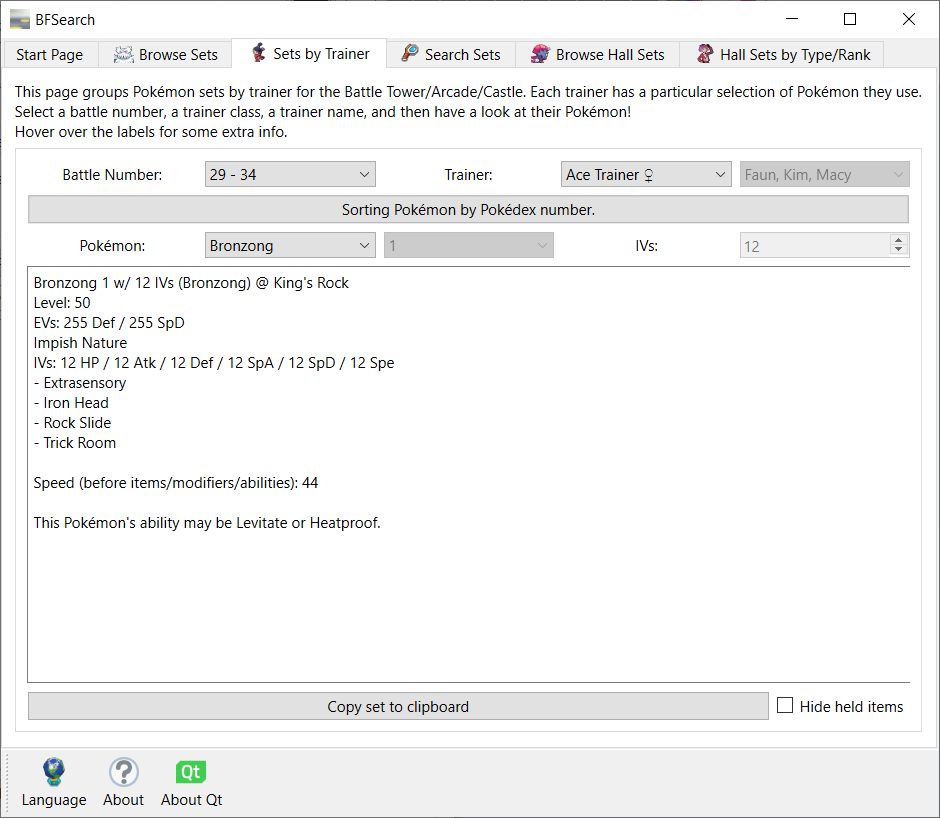 BFSearch
Start Page
Browse Sets
Sets by Trainer
Search Sets
Browse Hall Sets
Hall Sets by Type/Rank
This page groups Pokémon sets by trainer for the Battle Tower/Arcade/Castle. Each trainer has a particular selection of Pokémon they use.
Select a battle number, a trainer class, a trainer name, and then have a look at their Pokémon!
Hover over the labels for some extra info.
Battle Number: 29 - 34 Trainer: Ace Trainer ♀ Faun, Kim, Macy
Sorting Pokémon by Pokédex number.
Pokémon: Bronzong 1 IVs: 12
Bronzong 1 w/ 12 IVs (Bronzong) @ King's Rock
Level: 50
EVs: 255 Def / 255 SpD
Impish Nature
IVs: 12 HP / 12 Atk / 12 Def / 12 SpA / 12 SpD / 12 Spe
- Extrasensory
- Iron Head
- Rock Slide
- Trick Room
Speed (before items/modifiers/abilities): 44
This Pokémon's ability may be Levitate or Heatproof.
Copy set to clipboard
Hide held items
Language
About
Qt
About Qt